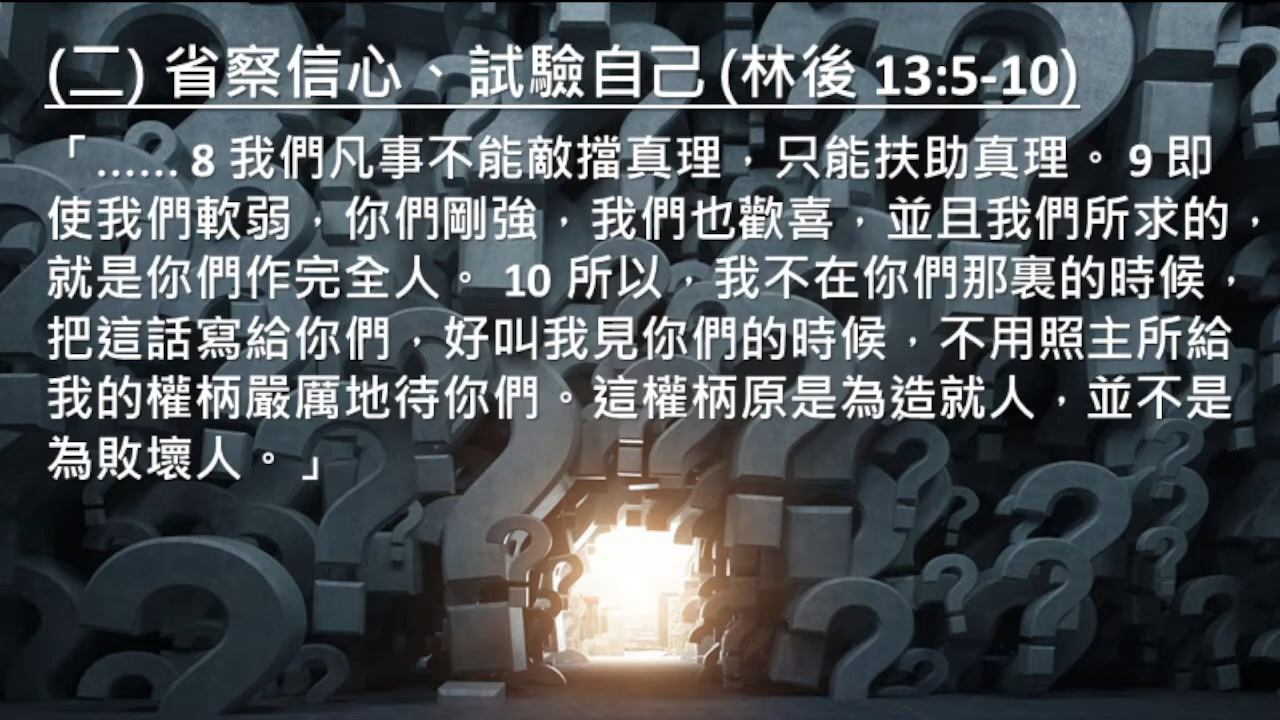 (二) 省察信心、試驗自己 (林後 13:5-10)
「…… 8 我們凡事不能敵擋真理，只能扶助真理。 9 即
使我們軟弱，你們剛強，我們也歡喜，並且我們所求的，
就是你們作完全人。 10 所以，我不在你們那裏的時候，
把這話寫給你們，好叫我見你們的時候，不用照主所給
我的權柄嚴厲地待你們。這權柄原是為造就人，並不是
為敗壞人。」